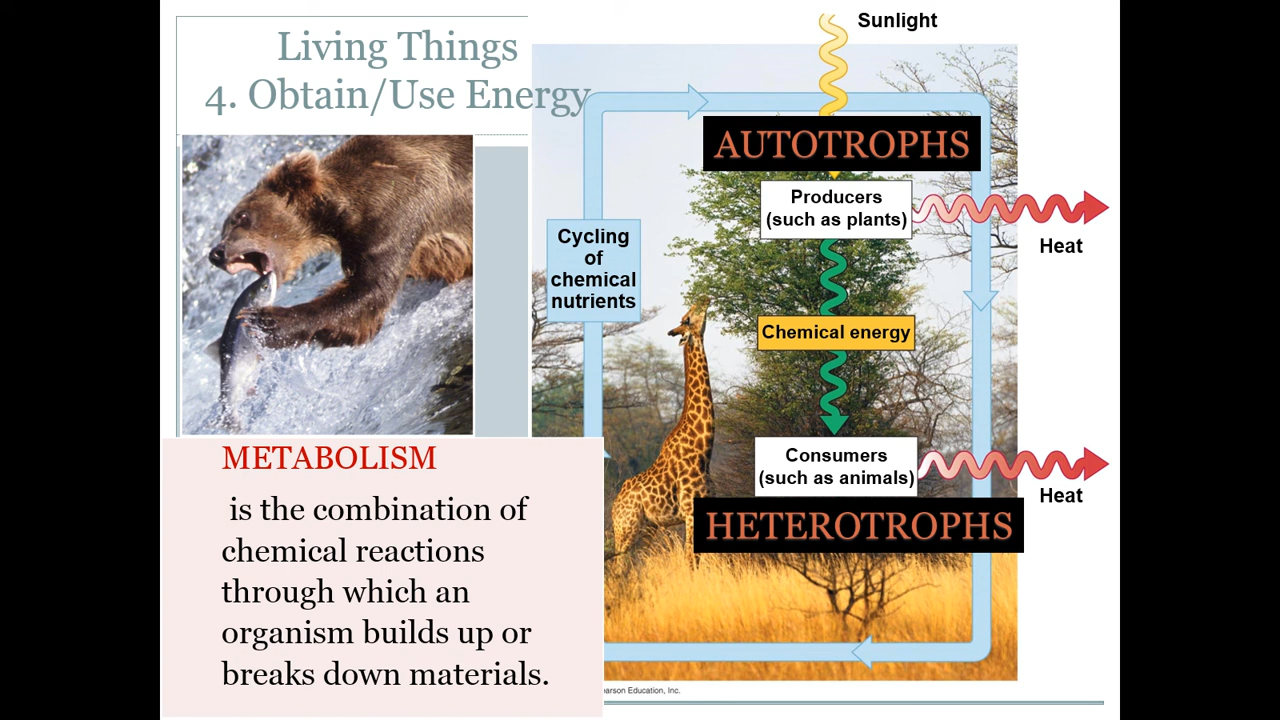 Living Things
4. Obtain/Use Energy
Sunlight
AUTOTROPHS
Producers
(such as plants)
Heat
Cycling
of
chemical
nutrients
Chemical energy
Consumers
(such as animals)
Heat
HETEROTROPHS
METABOLISM
is the combination of
chemical reactions
through which an
organism builds up or
breaks down materials.
Education, Inc.